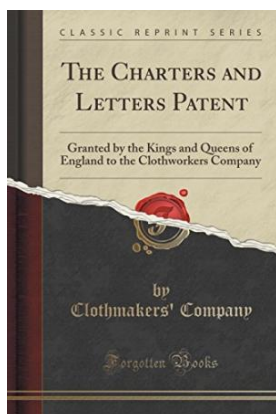 CLASSIC REPRINT SERIES
THE CHARTERS AND
LETTERS PATENT
Granted by the Kings and Queens of
England to the Clothworkers Company
by
Clothmakers' Company
Forgotten Books